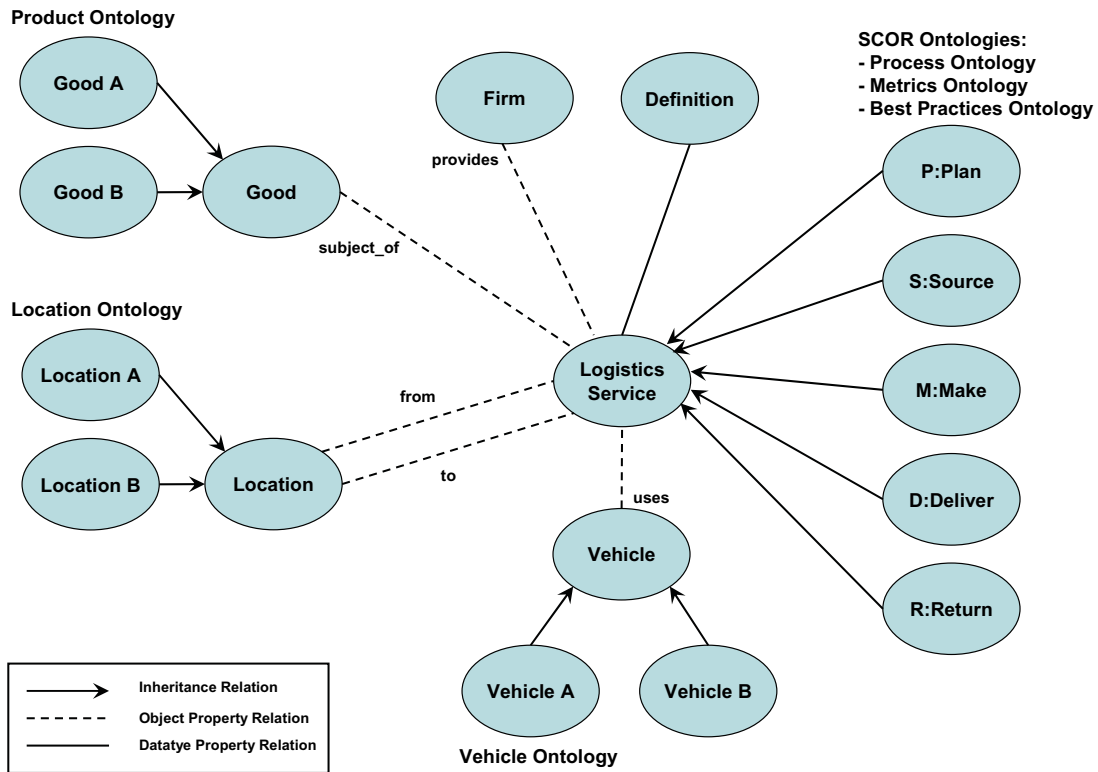 Product Ontology
Good A
Good B
Good
subject_of
Firm
provides
Definition
SCOR Ontologies:
- Process Ontology
- Metrics Ontology
- Best Practices Ontology
P:Plan
S:Source
M:Make
D:Deliver
R:Return
Location Ontology
Location A
Location B
Location
from
to
Logistics
Service
uses
Vehicle
Vehicle A
Vehicle B
Vehicle Ontology
Inheritance Relation
Object Property Relation
Datatye Property Relation